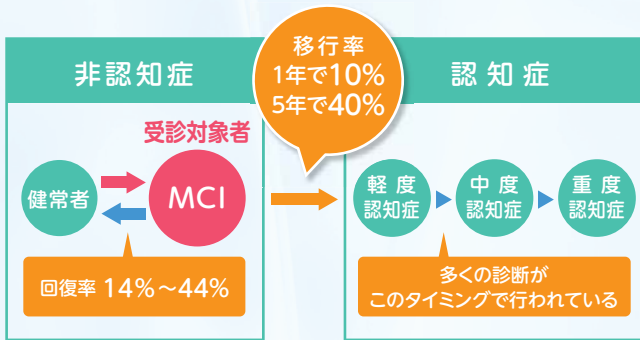 移行率
1年で10%
5年で40%
非認知症
認知症
受診対象者
健常者
MCI
軽度
認知症
中度
認知症
重度
認知症
回復率 14%～44%
多くの診断が
このタイミングで行われている